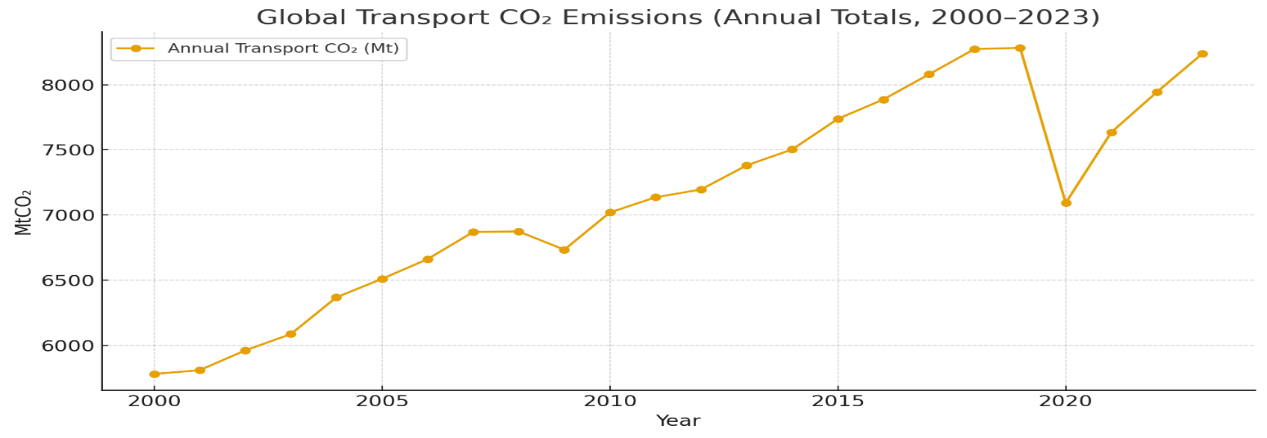 Global Transport CO₂ Emissions (Annual Totals, 2000–2023)
Annual Transport CO₂ (Mt)
8000
7500
7000
6500
6000
MtCO₂
2000 2005 2010 2015 2020
Year